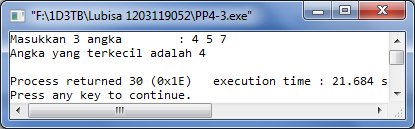 "F:\1D3TB\Lubisa 1203119052\PP4-3.exe"
Masukkan 3 angka        : 4 5 7
Angka yang terkecil adalah 4
Process returned 30 (0x1E)   execution time : 21.684 s
Press any key to continue.